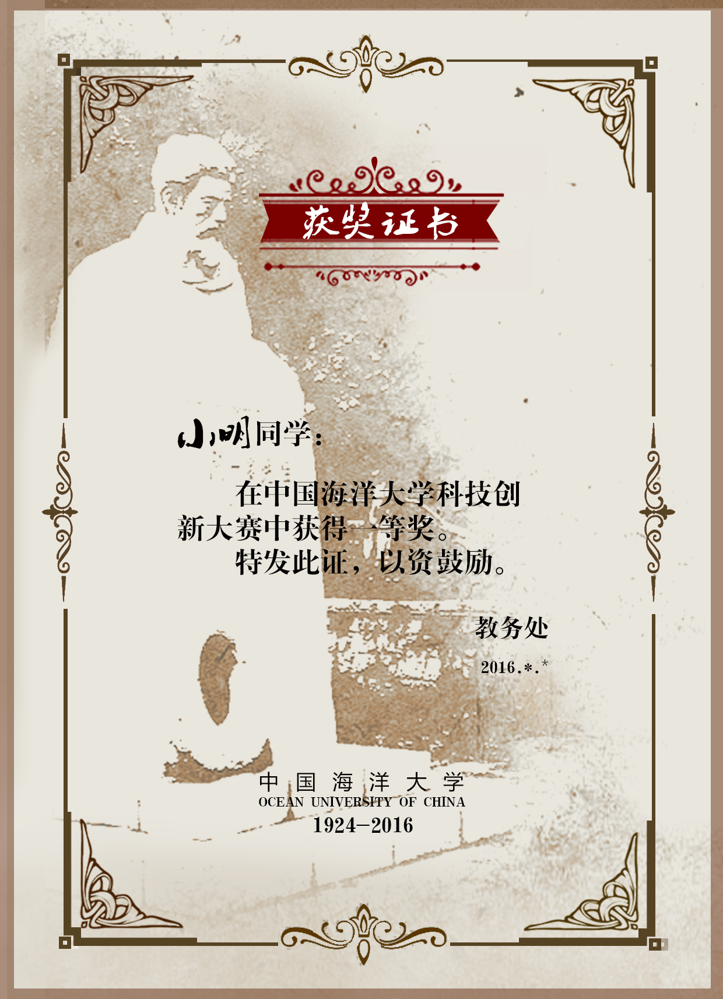 获奖证书
小明同学：
在中国海洋大学科技创
新大赛中获得一等奖。
特发此证，以资鼓励。
教务处
2016.*.*
中国海洋大学
OCEAN UNIVERSITY OF CHINA
1924—2016